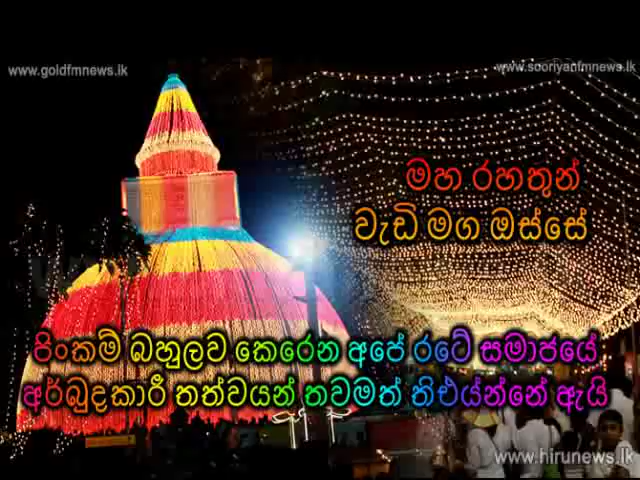 www.goldfmnews.lk
www.sooriyanfmnews.lk
මහ රහතුන්
වැඩි මග ඔස්සේ
පිංකම් බහුලව කෙරෙන අපේ රටේ සමාජයේ
අර්බුදකාරී තත්වයන් තවමත් තිඑය්න්නේ ඇයි
www.hirunews.lk